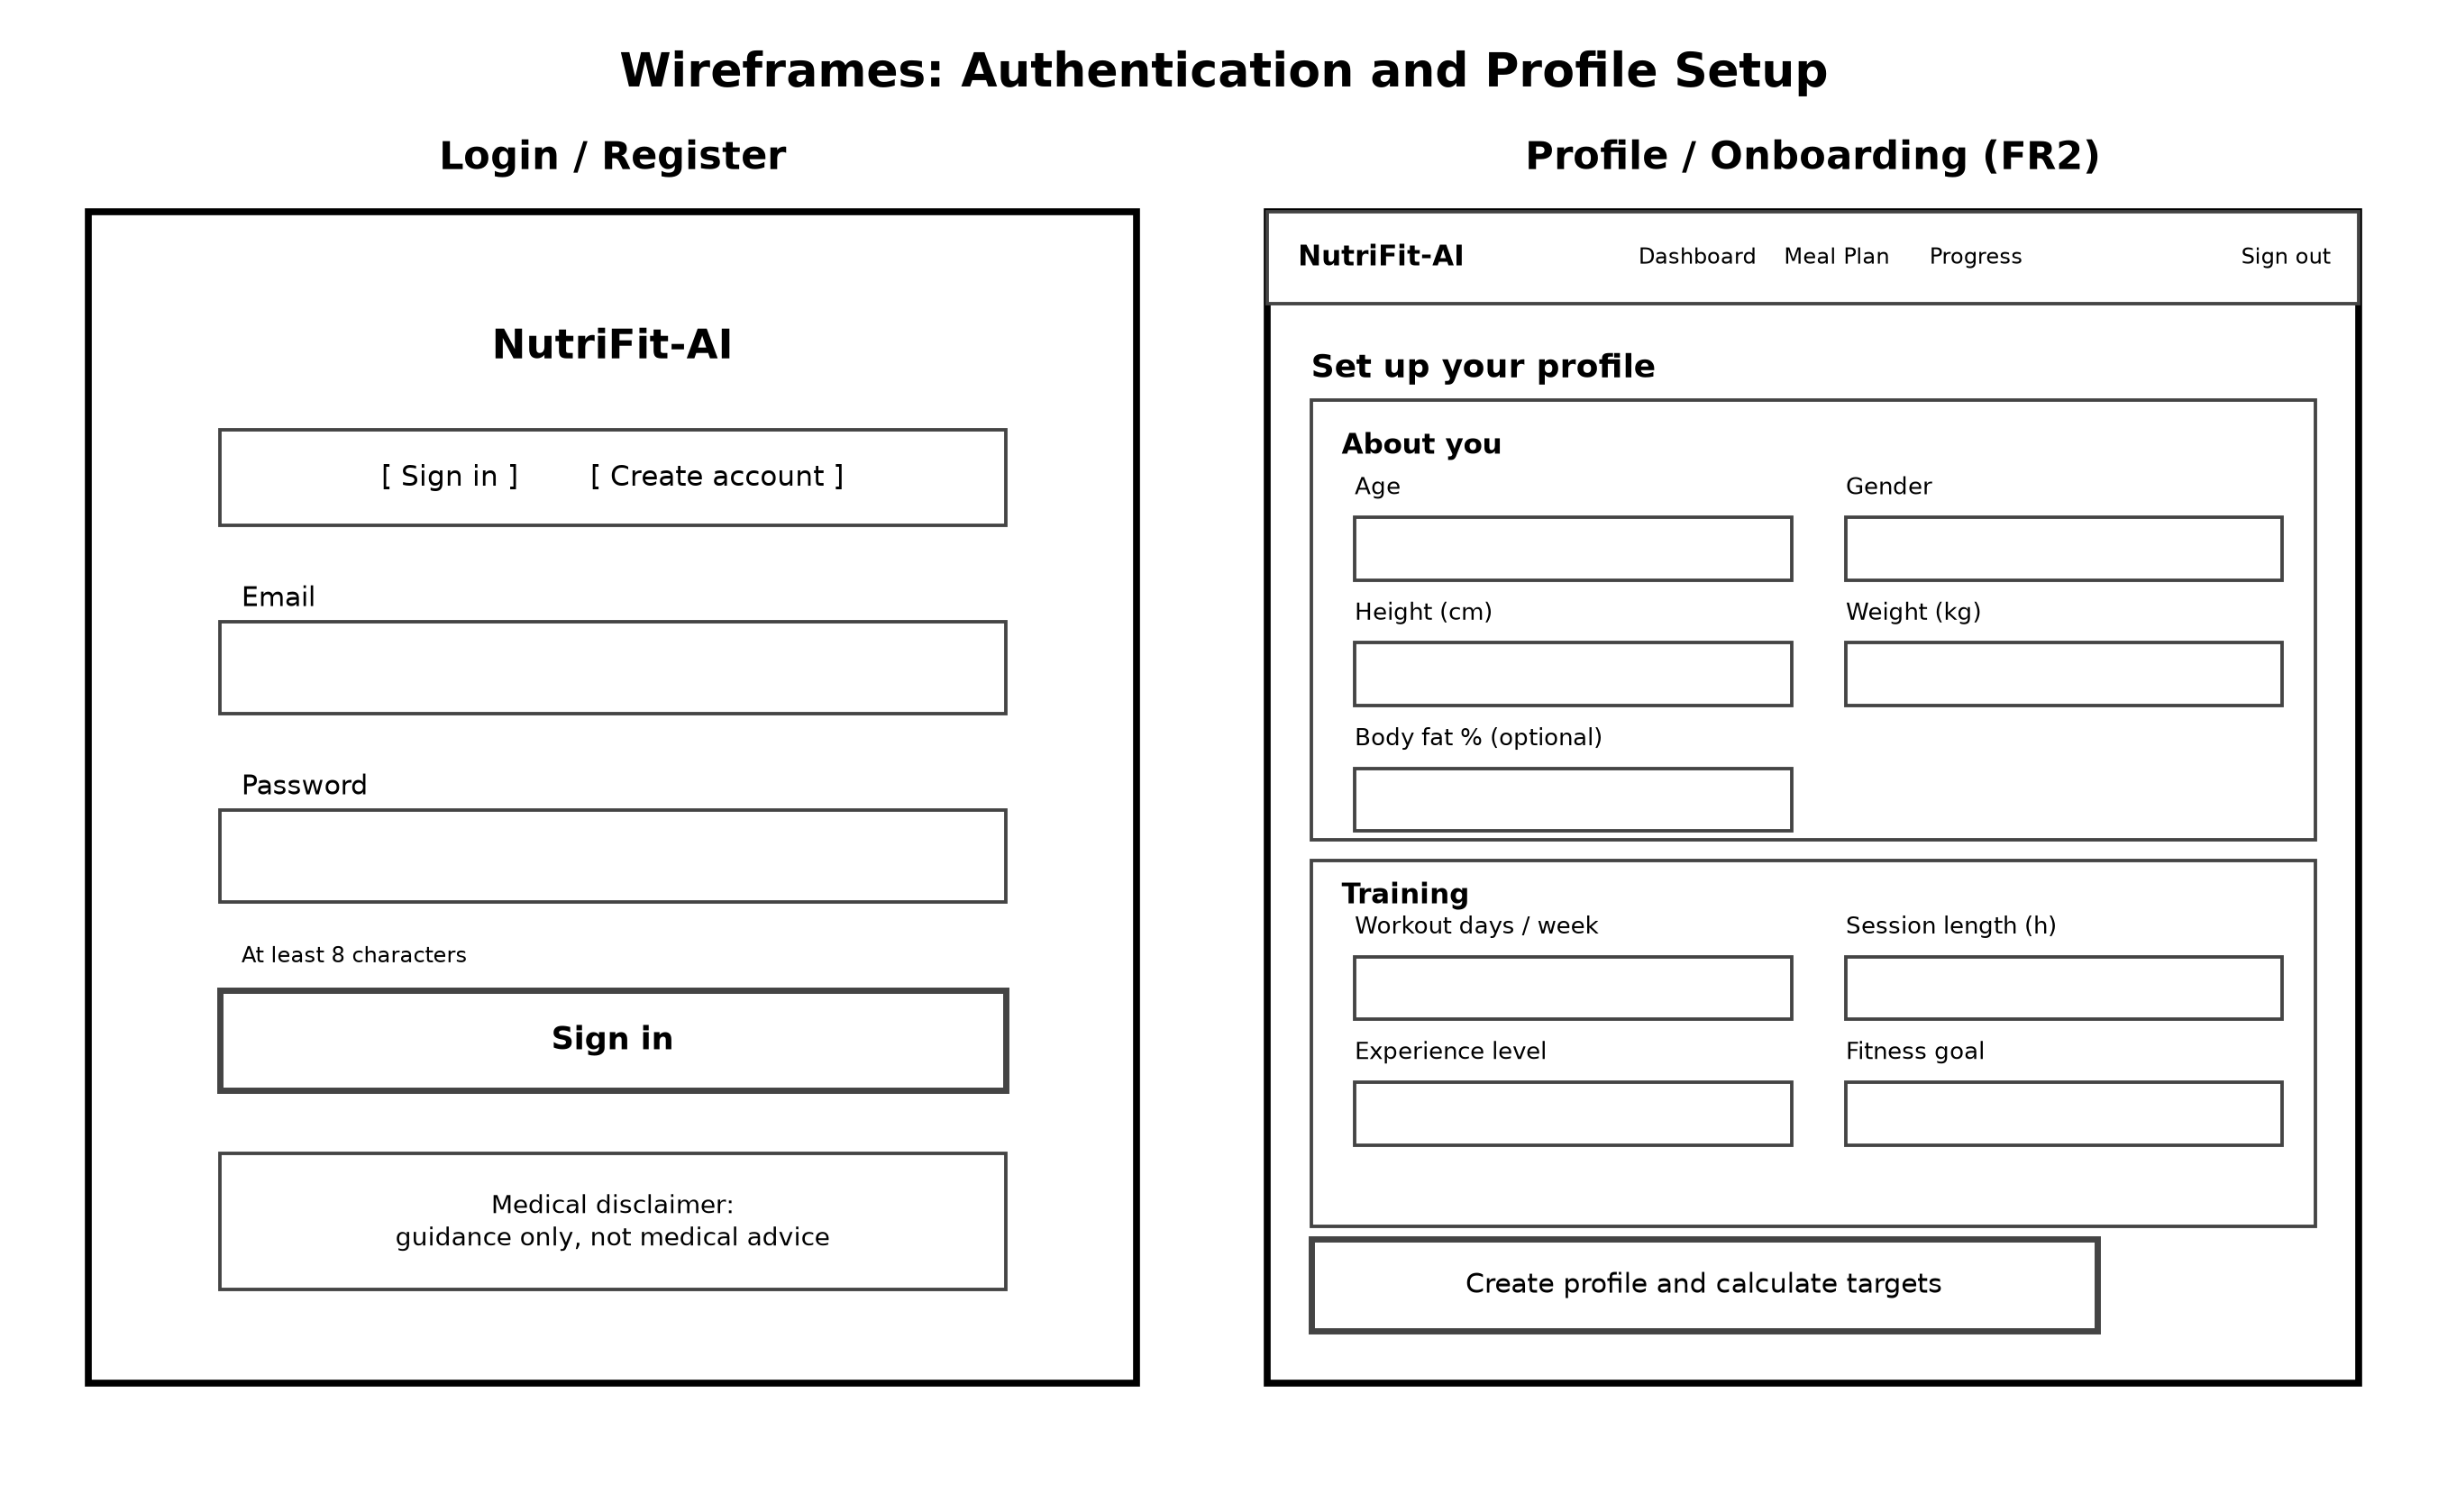 Wireframes: Authentication and Profile Setup
Login / Register
NutriFit-AI
[ Sign in ] [ Create account ]
Email
Password
At least 8 characters
Sign in
Medical disclaimer:
guidance only, not medical advice
Profile / Onboarding (FR2)
NutriFit-AI Dashboard Meal Plan Progress Sign out
Set up your profile
About you
Age Gender
Height (cm) Weight (kg)
Body fat % (optional)
Training
Workout days / week Session length (h)
Experience level Fitness goal
Create profile and calculate targets